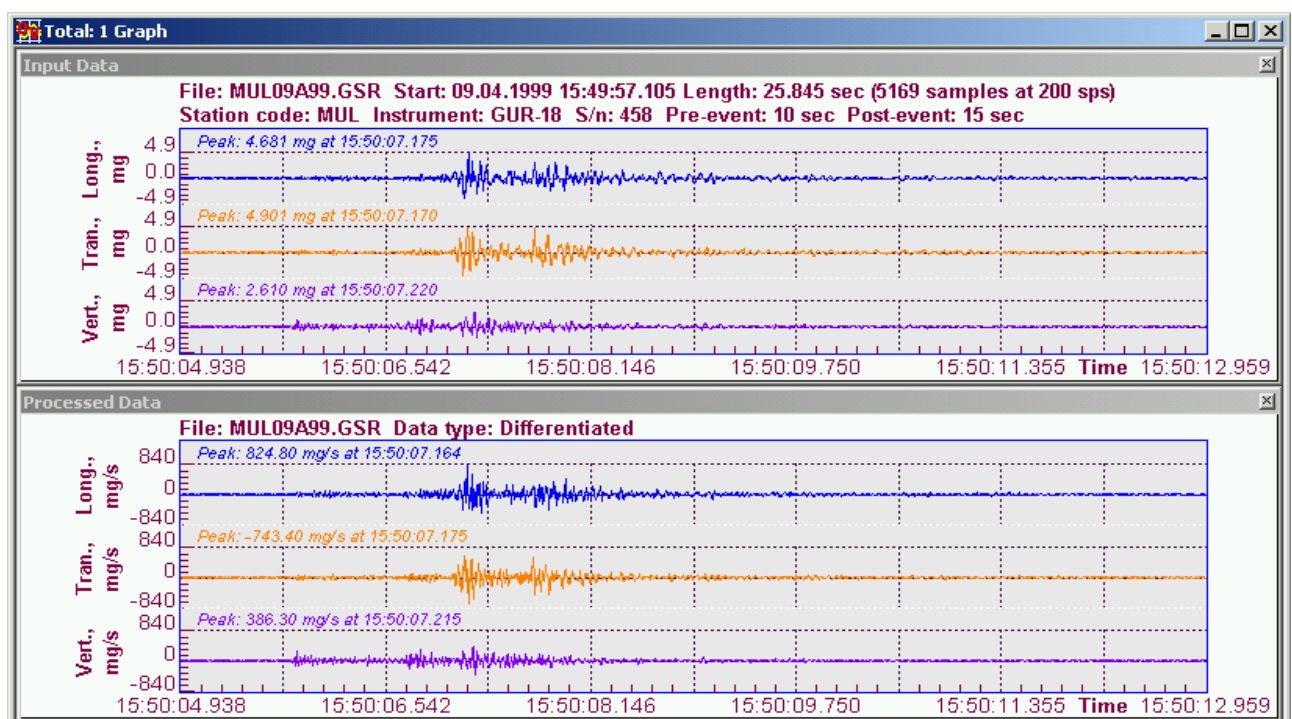 Total: 1 Graph
Input Data
File: MUL09A99.GSR Start: 09.04.1999 15:49:57.105 Length: 25.845 sec (5169 samples at 200 sps)
Station code: MUL Instrument: GUR-18 S/n: 458 Pre-event: 10 sec Post-event: 15 sec
Long., mg
4.9
0.0
-4.9
Peak: 4.681 mg at 15:50:07.175
Tran., mg
4.9
0.0
-4.9
Peak: 4.901 mg at 15:50:07.170
Vert., mg
4.9
0.0
-4.9
Peak: 2.610 mg at 15:50:07.220
15:50:04.938 15:50:06.542 15:50:08.146 15:50:09.750 15:50:11.355 Time 15:50:12.959
Processed Data
File: MUL09A99.GSR Data type: Differentiated
Long., mg/s
840
0
-840
Peak: 824.80 mg/s at 15:50:07.164
Tran., mg/s
840
0
-840
Peak: -743.40 mg/s at 15:50:07.175
Vert., mg/s
840
0
-840
Peak: 386.30 mg/s at 15:50:07.215
15:50:04.938 15:50:06.542 15:50:08.146 15:50:09.750 15:50:11.355 Time 15:50:12.959